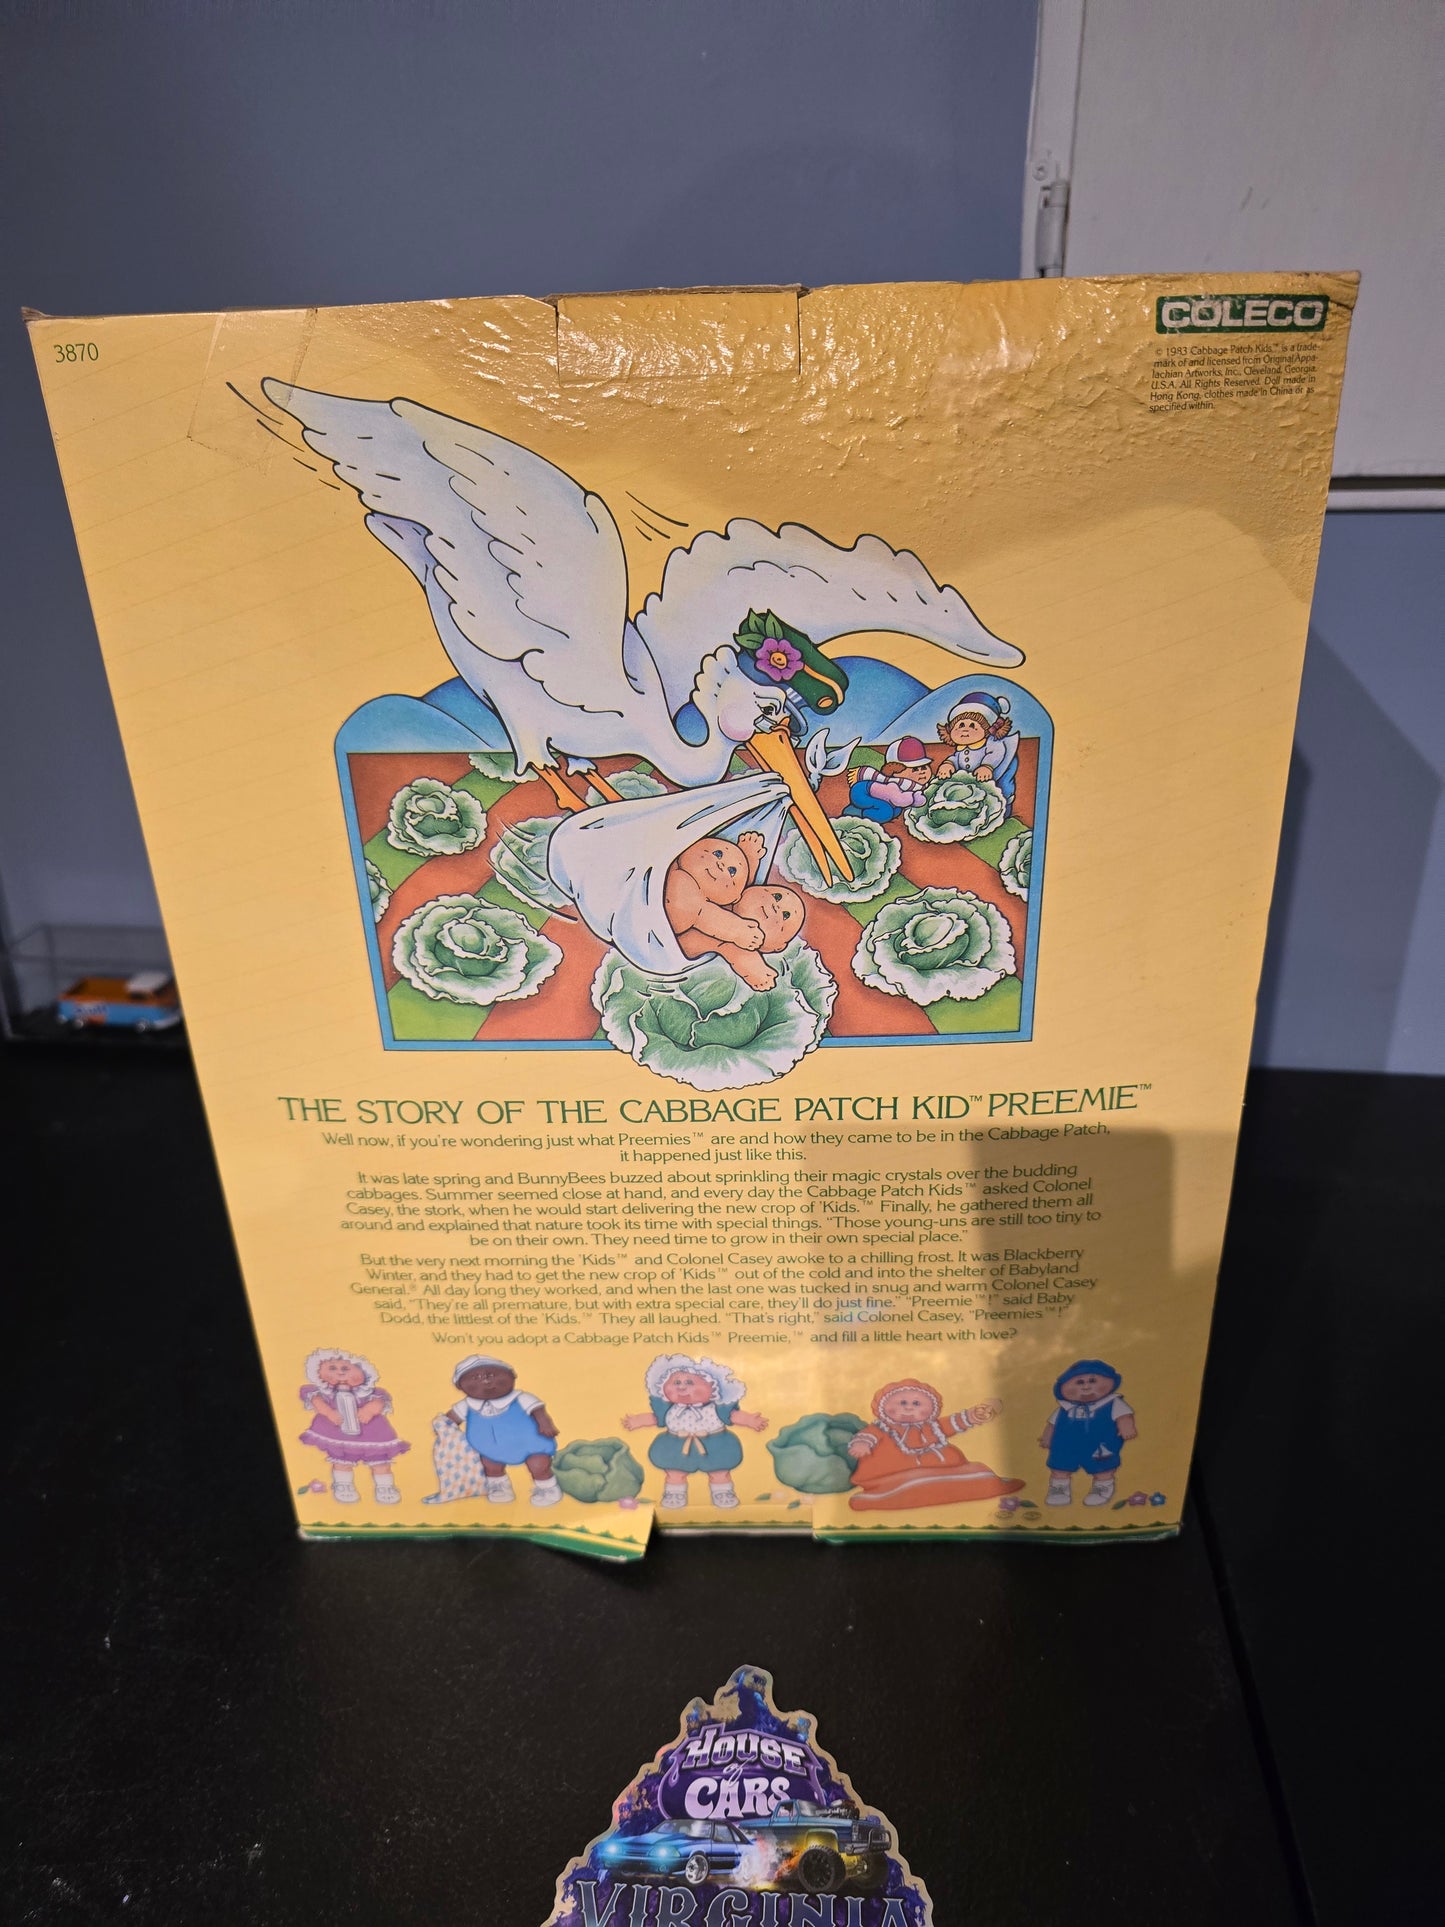 3870
COLECO
© 1983 Cabbage Patch Kids™ is a trade-
mark of and licensed from Original Appa-
lachian Artworks, Inc., Cleveland, Georgia,
U.S.A. All Rights Reserved. Doll made in
Hong Kong, clothes made in China or as
specified within.
THE STORY OF THE CABBAGE PATCH KID™ PREEMIE™
Well now, if you're wondering just what Preemies™ are and how they came to be in the Cabbage Patch,
it happened just like this.
It was late spring and BunnyBees buzzed about sprinkling their magic crystals over the budding
cabbages. Summer seemed close at hand, and every day the Cabbage Patch Kids™ asked Colonel
Casey, the stork, when he would start delivering the new crop of 'Kids.™ Finally, he gathered them all
around and explained that nature took its time with special things. "Those young-uns are still too tiny to
be on their own. They need time to grow in their own special place."
But the very next morning the 'Kids™ and Colonel Casey awoke to a chilling frost. It was Blackberry
Winter, and they had to get the new crop of 'Kids™ out of the cold and into the shelter of Babyland
General.® All day long they worked, and when the last one was tucked in snug and warm Colonel Casey
said, "They're all premature, but with extra special care, they'll do just fine." "Preemie™!" said Baby
Dodd, the littlest of the 'Kids.™ They all laughed. "That's right," said Colonel Casey, "Preemies™!"
Won't you adopt a Cabbage Patch Kids™ Preemie,™ and fill a little heart with love?
HOUSE
of
CARS
VIRGINIA